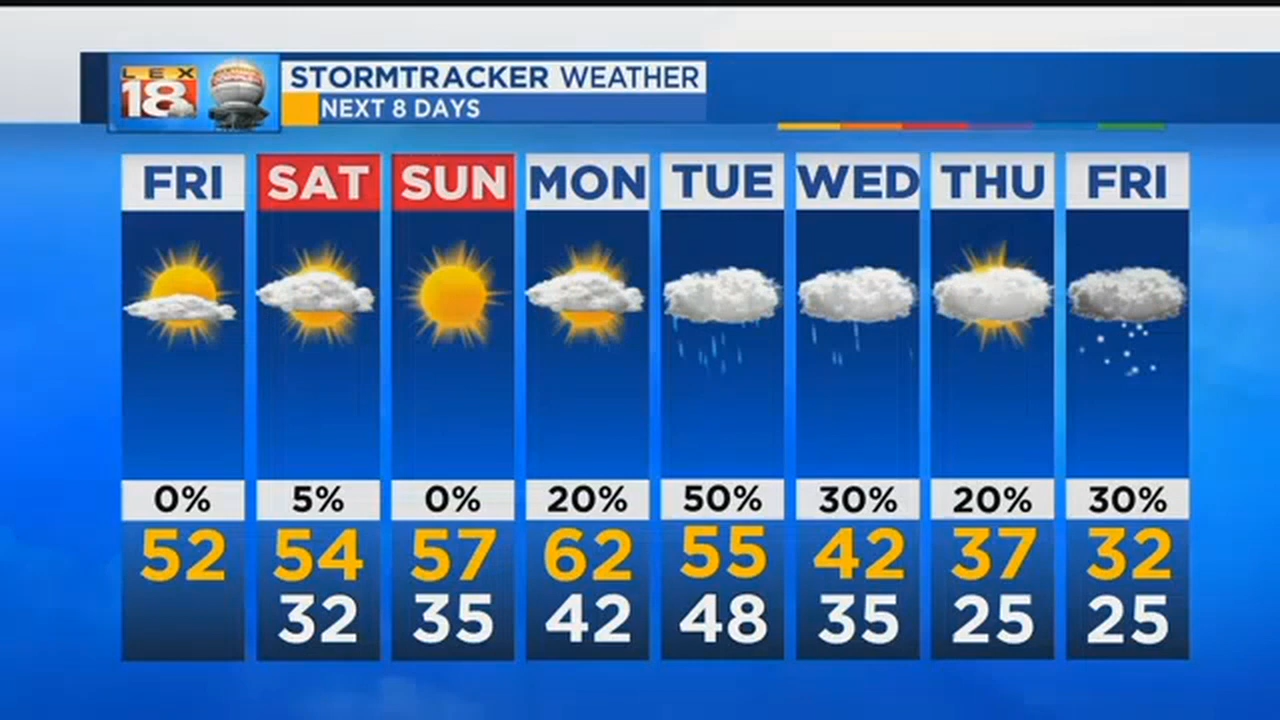 LEX
18
STORMTRACKER WEATHER
NEXT 8 DAYS
FRI SAT SUN MON TUE WED THU FRI
0% 5% 0% 20% 50% 30% 20% 30%
52 54 57 62 55 42 37 32
32 35 42 48 35 25 25